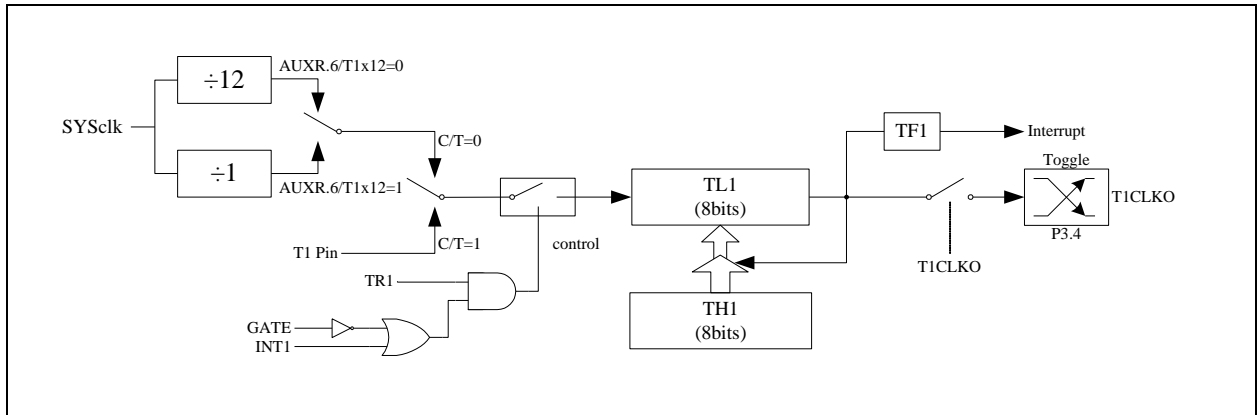 ÷12
AUXR.6/T1x12=0
SYSclk
÷1
AUXR.6/T1x12=1
C/T=0
C/T=1
T1 Pin
control
TR1
GATE
INT1
TL1
(8bits)
TH1
(8bits)
TF1
Interrupt
Toggle
T1CLKO
P3.4
T1CLKO